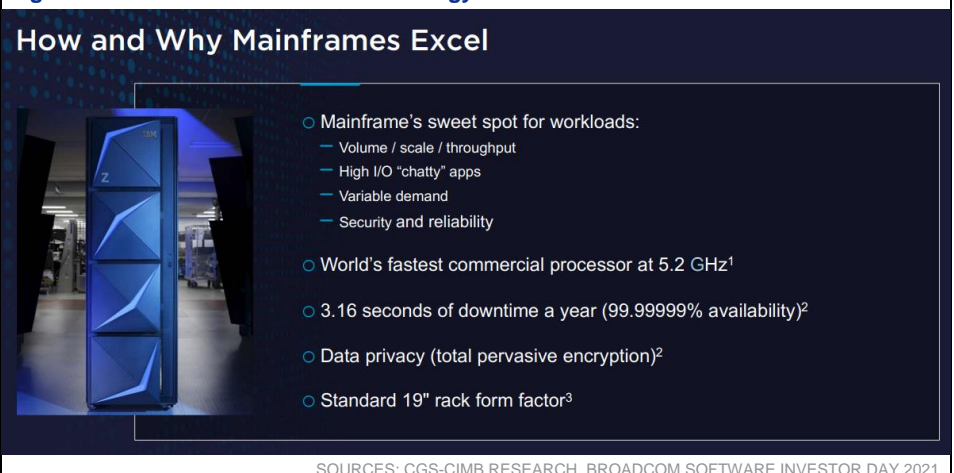 How and Why Mainframes Excel
IBM
Z
○ Mainframe's sweet spot for workloads:
– Volume / scale / throughput
– High I/O “chatty” apps
– Variable demand
– Security and reliability
○ World's fastest commercial processor at 5.2 GHz¹
○ 3.16 seconds of downtime a year (99.99999% availability)²
○ Data privacy (total pervasive encryption)²
○ Standard 19" rack form factor³
SOURCES: CGS-CIMB RESEARCH, BROADCOM SOFTWARE INVESTOR DAY 2021